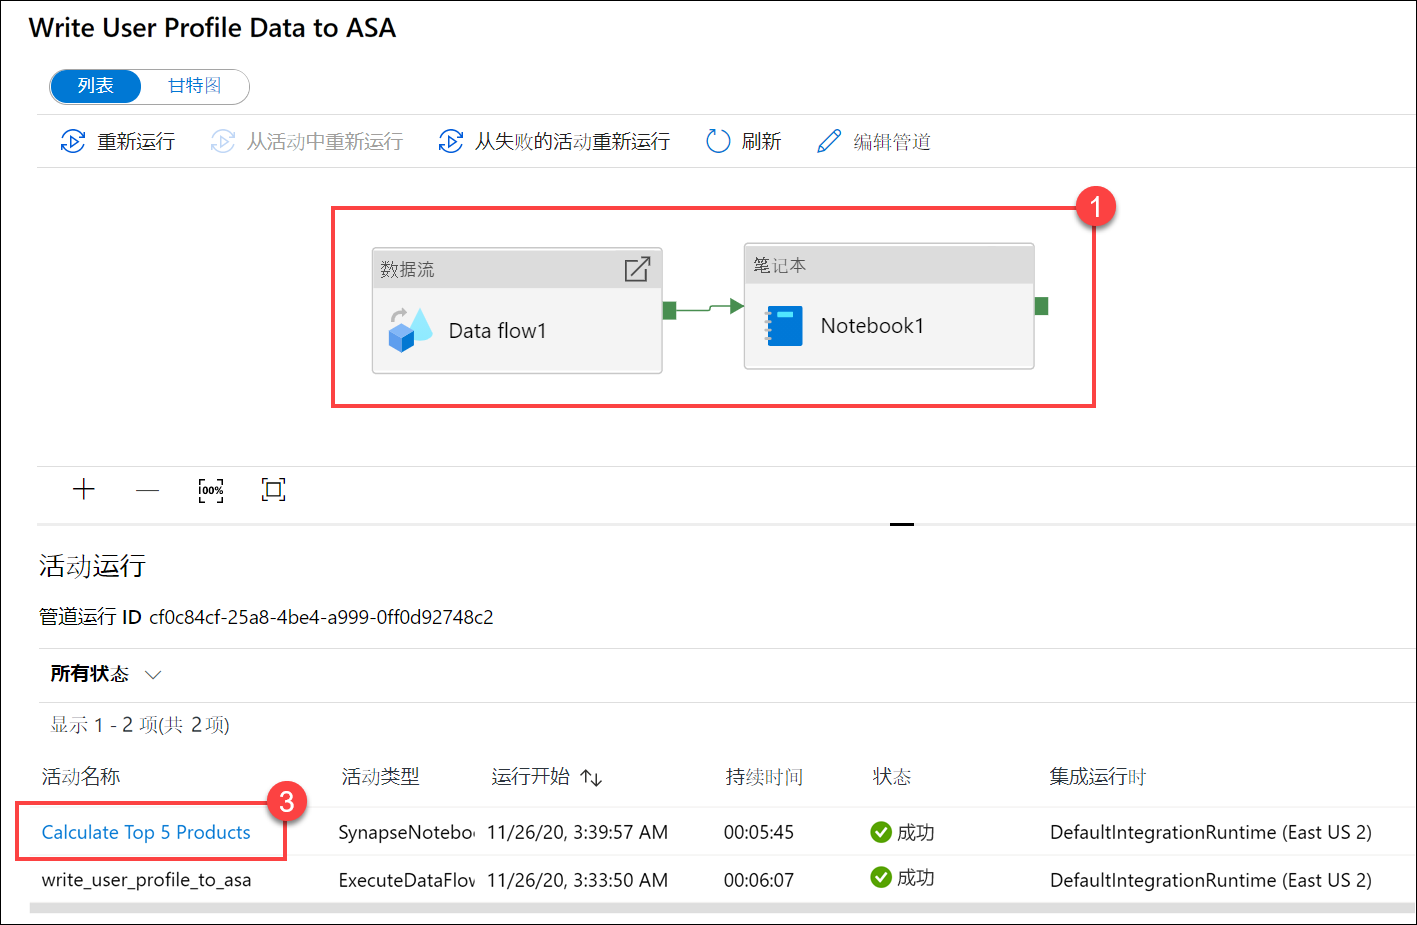 Write User Profile Data to ASA
列表 甘特图
重新运行 从活动中重新运行 从失败的活动重新运行 刷新 编辑管道
1
数据流 笔记本
Data flow1 Notebook1
100%
活动运行
管道运行 ID cf0c84cf-25a8-4be4-a999-0ff0d92748c2
所有状态
显示 1 - 2 项(共 2项)
活动名称 活动类型 运行开始 持续时间 状态 集成运行时
3
Calculate Top 5 Products SynapseNotebo 11/26/20, 3:39:57 AM 00:05:45 成功 DefaultIntegrationRuntime (East US 2)
write_user_profile_to_asa ExecuteDataFlow 11/26/20, 3:33:50 AM 00:06:07 成功 DefaultIntegrationRuntime (East US 2)